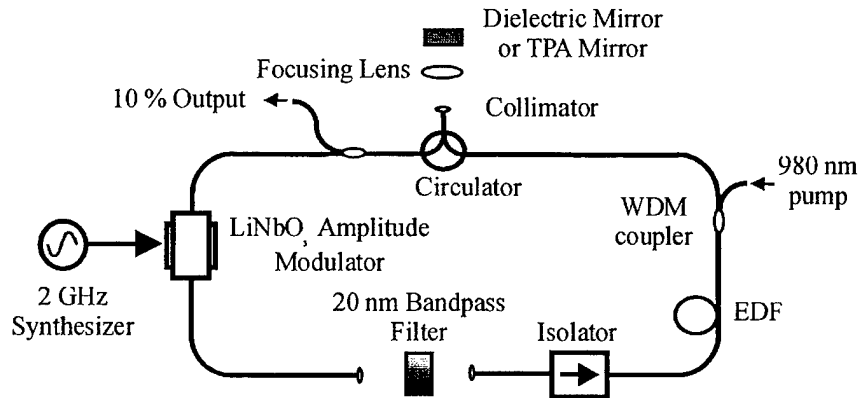 Dielectric Mirror
or TPA Mirror
Focusing Lens
10 % Output
Collimator
Circulator
980 nm
pump
WDM
coupler
LiNbO3 Amplitude
Modulator
2 GHz
Synthesizer
20 nm Bandpass
Filter
Isolator
EDF